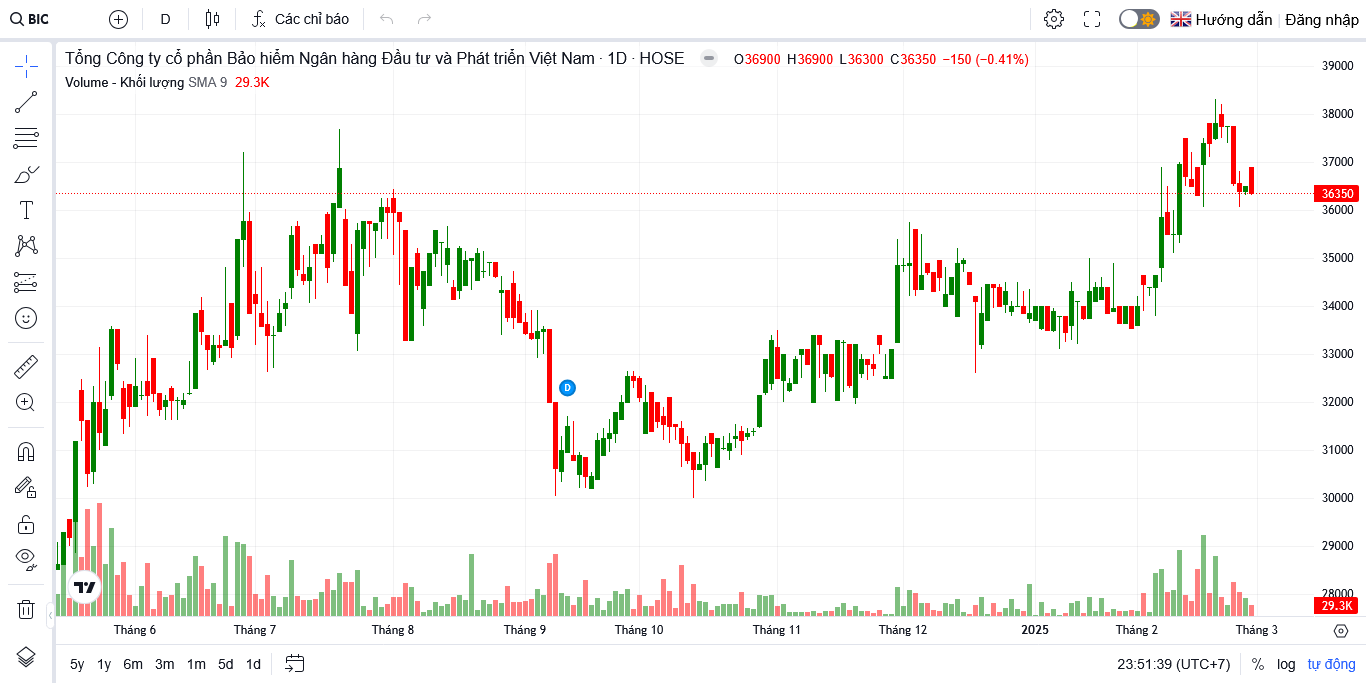 BIC D Các chỉ báo Hướng dẫn Đăng nhập
Tổng Công ty cổ phần Bảo hiểm Ngân hàng Đầu tư và Phát triển Việt Nam · 1D · HOSE O36900 H36900 L36300 C36350 −150 (−0.41%)
Volume - Khối lượng SMA 9 29.3K
39000
38000
37000
36350
36000
35000
34000
33000
32000
D
31000
30000
29000
28000
29.3K
Tháng 6 Tháng 7 Tháng 8 Tháng 9 Tháng 10 Tháng 11 Tháng 12 2025 Tháng 2 Tháng 3
5y 1y 6m 3m 1m 5d 1d 23:51:39 (UTC+7) % log tự động